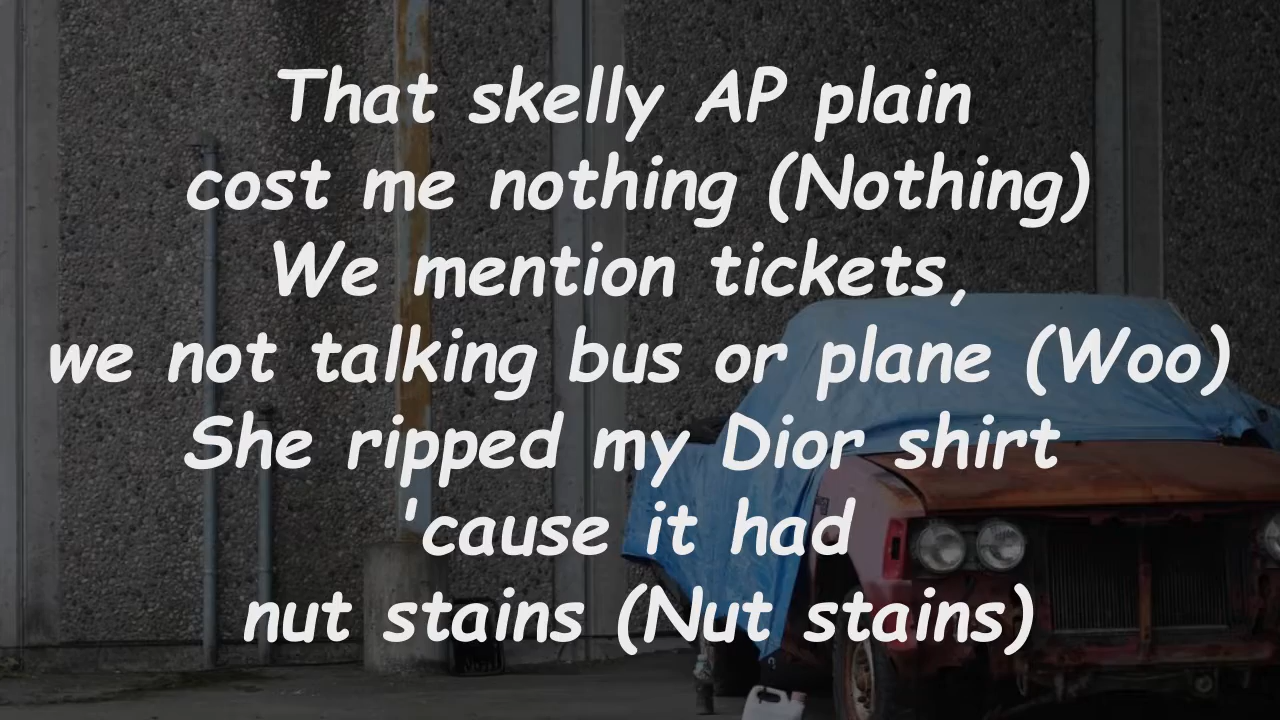 That skelly AP plain
cost me nothing (Nothing)
We mention tickets,
we not talking bus or plane (Woo)
She ripped my Dior shirt
'cause it had
nut stains (Nut stains)